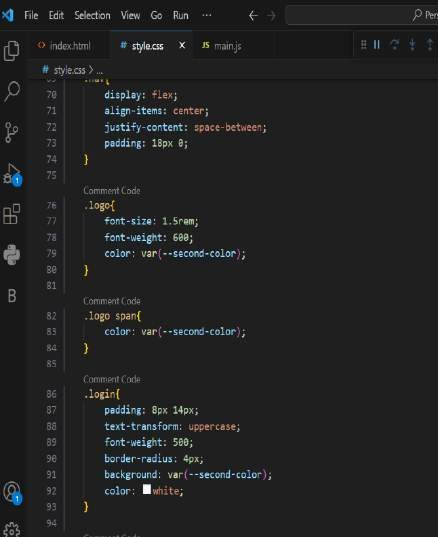 File Edit Selection View Go Run ... Per
index.html # style.css X JS main.js
# style.css > ...
70 display: flex;
71 align-items: center;
72 justify-content: space-between;
73 padding: 18px 0;
74 }
75
Comment Code
76 .logo{
77 font-size: 1.5rem;
78 font-weight: 600;
79 color: var(--second-color);
80 }
81
Comment Code
82 .logo span{
83 color: var(--second-color);
84 }
85
Comment Code
86 .login{
87 padding: 8px 14px;
88 text-transform: uppercase;
89 font-weight: 500;
90 border-radius: 4px;
91 background: var(--second-color);
92 color: white;
93 }
94